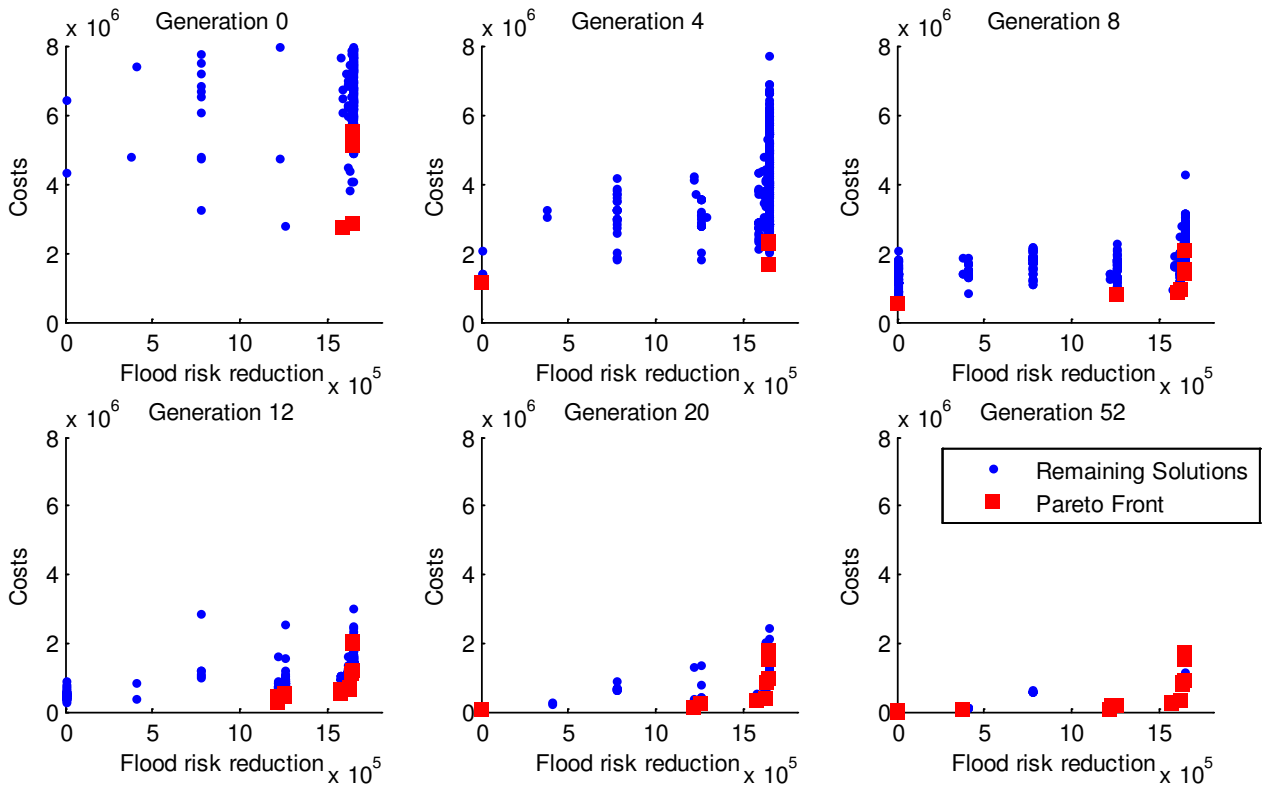 x 10^6 Generation 0
8
6
4
2
0
Costs
0 5 10 15
Flood risk reduction x 10^5
x 10^6 Generation 4
8
6
4
2
0
Costs
0 5 10 15
Flood risk reduction x 10^5
x 10^6 Generation 8
8
6
4
2
0
Costs
0 5 10 15
Flood risk reduction x 10^5
x 10^6 Generation 12
8
6
4
2
0
Costs
0 5 10 15
Flood risk reduction x 10^5
x 10^6 Generation 20
8
6
4
2
0
Costs
0 5 10 15
Flood risk reduction x 10^5
x 10^6 Generation 52
8
6
4
2
0
Costs
Remaining Solutions
Pareto Front
0 5 10 15
Flood risk reduction x 10^5